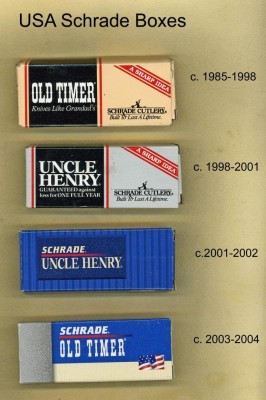 USA Schrade Boxes
c. 1985-1998
A SHARP IDEA
OLD TIMER
Knives Like Grandad's
SCHRADE CUTLERY
Built To Last A Lifetime.
c. 1998-2001
A SHARP IDEA
UNCLE
HENRY
GUARANTEED against
loss for ONE FULL YEAR
SCHRADE CUTLERY
Built To Last A Lifetime.
c.2001-2002
SCHRADE
UNCLE HENRY
c. 2003-2004
SCHRADE
OLD TIMER